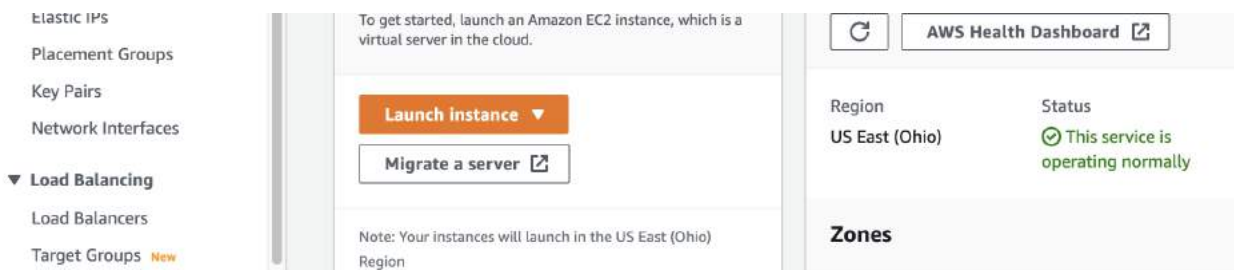 Elastic IPs
Placement Groups
Key Pairs
Network Interfaces
Load Balancing
Load Balancers
Target Groups New
To get started, launch an Amazon EC2 instance, which is a
virtual server in the cloud.
Launch instance
Migrate a server
Note: Your instances will launch in the US East (Ohio)
Region
AWS Health Dashboard
Region
US East (Ohio)
Status
This service is
operating normally
Zones